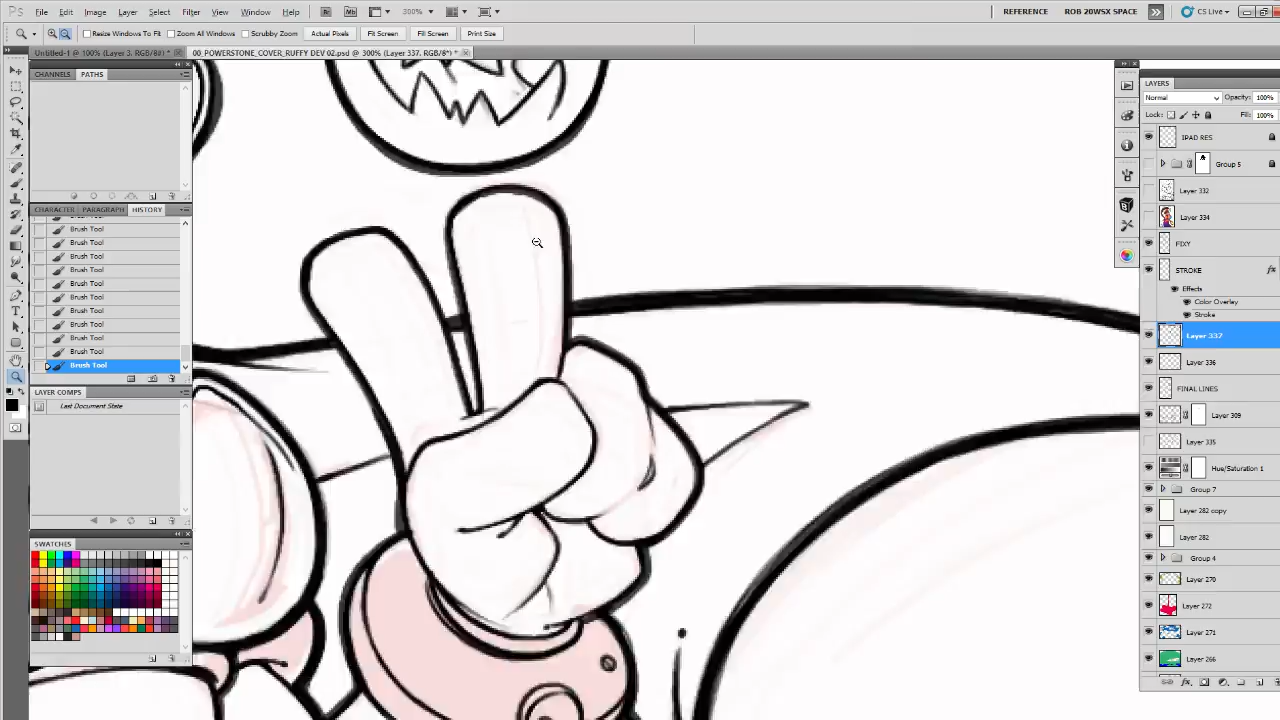 Ps File Edit Image Layer Select Filter View Window Help Br Mb 300% REFERENCE ROB 20WSX SPACE CS Live
Resize Windows To Fit Zoom All Windows Scrubby Zoom Actual Pixels Fit Screen Fill Screen Print Size
Untitled-1 @ 100% (Layer 3, RGB/8#) * 00_POWERSTONE_COVER_RUFFY DEV 02.psd @ 300% (Layer 337, RGB/8*) *
CHANNELS PATHS
CHARACTER PARAGRAPH HISTORY
Brush Tool
Brush Tool
Brush Tool
Brush Tool
Brush Tool
Brush Tool
Brush Tool
Brush Tool
Brush Tool
Brush Tool
Brush Tool
LAYER COMPS
Last Document State
SWATCHES
LAYERS
Normal Opacity: 100%
Lock: Fill: 100%
IPAD RES
Group 5
Layer 332
Layer 334
FIXY
STROKE fx
Effects
Color Overlay
Stroke
Layer 337
Layer 336
FINAL LINES
Layer 309
Layer 335
Hue/Saturation 1
Group 7
Layer 282 copy
Layer 282
Group 4
Layer 270
Layer 272
Layer 271
Layer 266